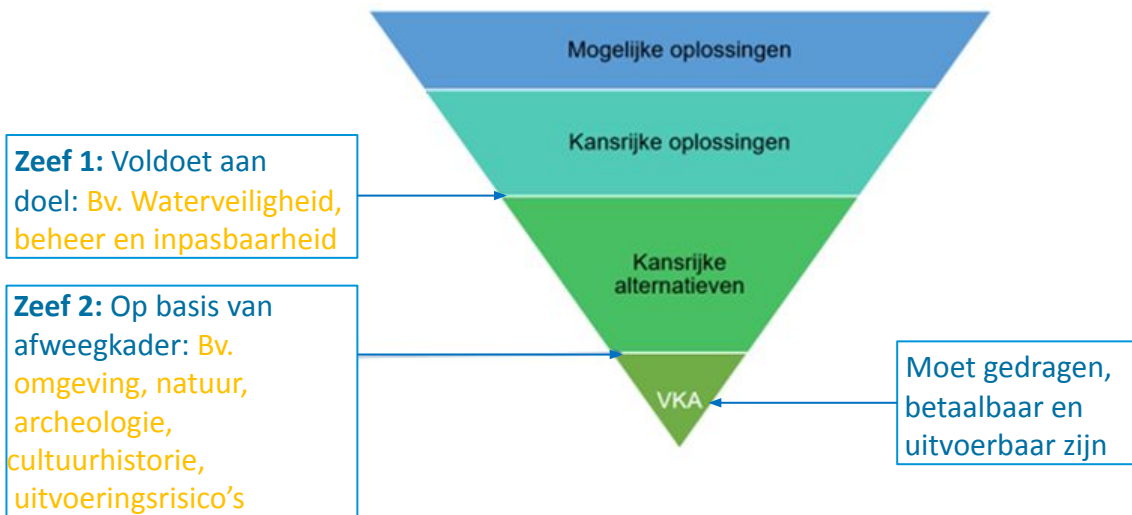 Mogelijke oplossingen
Kansrijke oplossingen
Zeef 1: Voldoet aan
doel: Bv. Waterveiligheid,
beheer en inpasbaarheid
Kansrijke
alternatieven
Zeef 2: Op basis van
afweegkader: Bv.
omgeving, natuur,
archeologie,
cultuurhistorie,
uitvoeringsrisico’s
VKA
Moet gedragen,
betaalbaar en
uitvoerbaar zijn